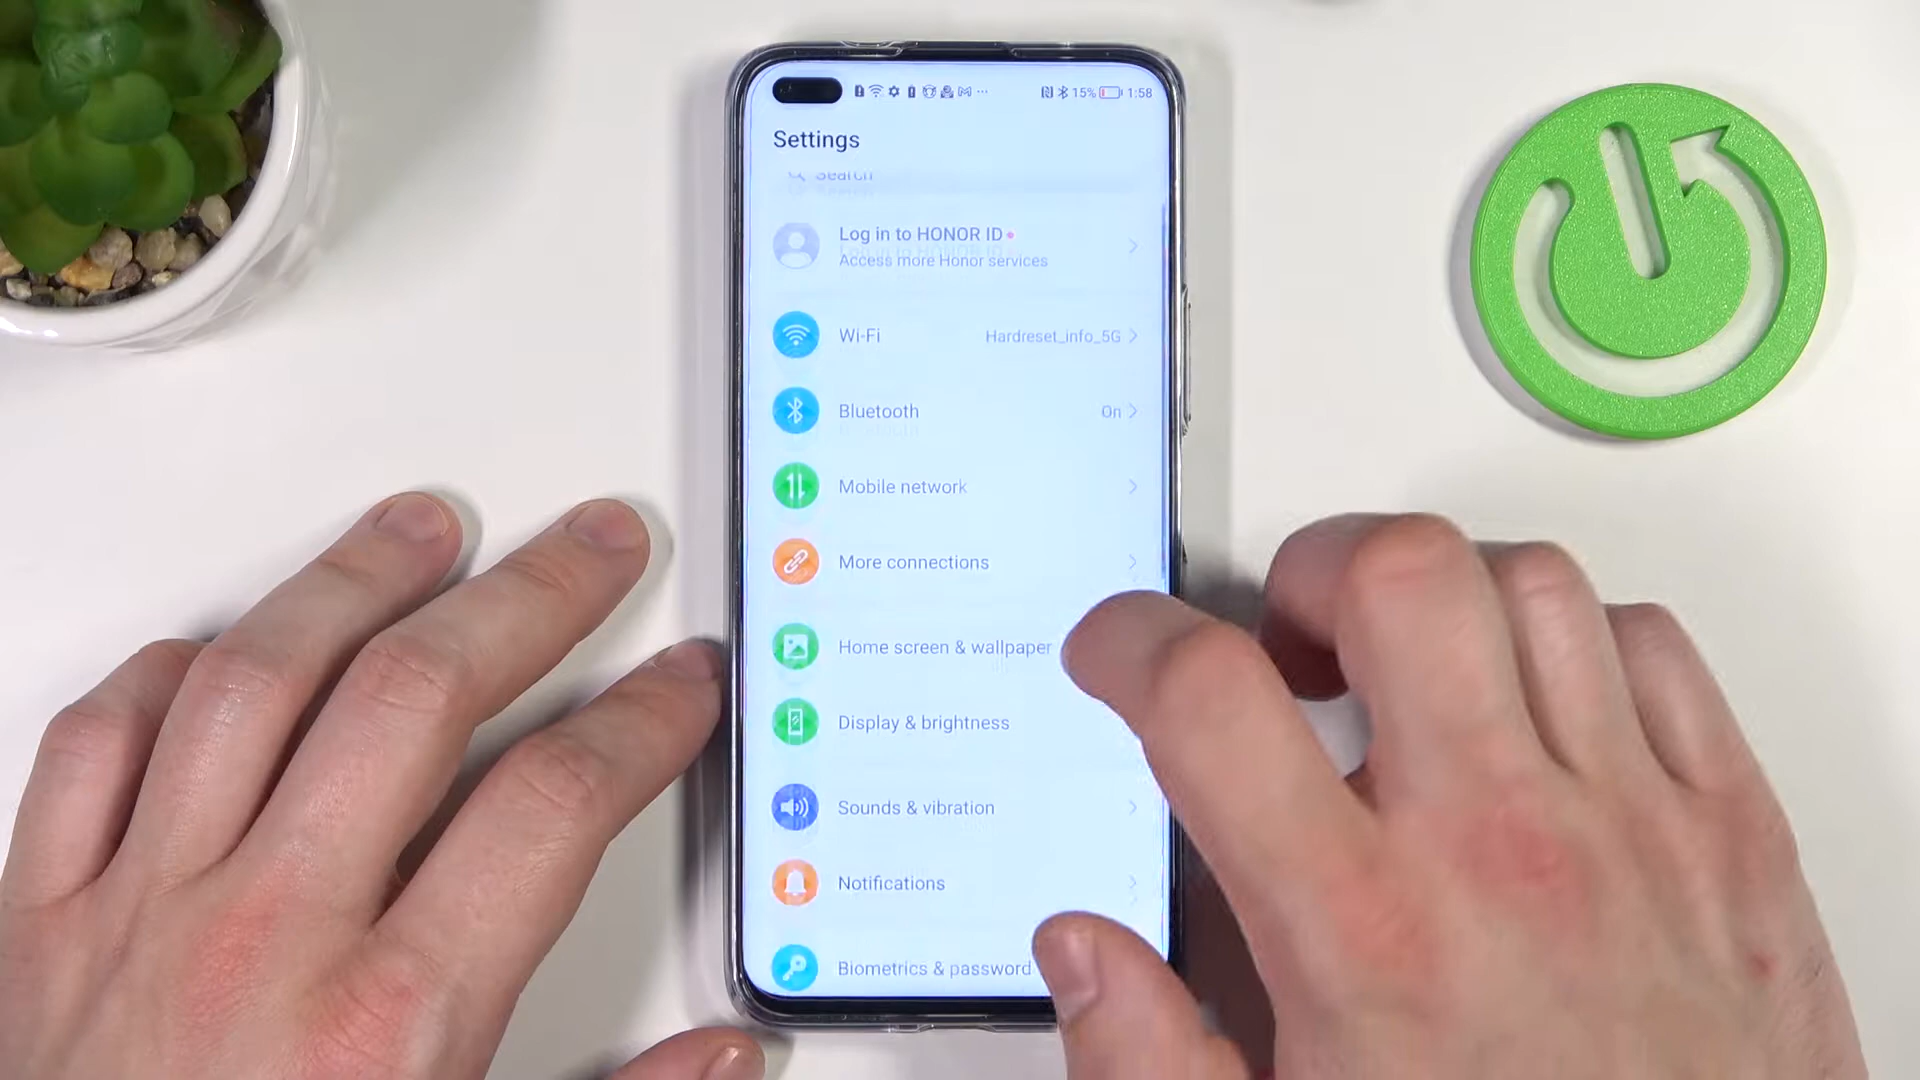 15% 1:58
Settings
Search
Log in to HONOR ID
Access more Honor services
Wi-Fi Hardreset_info_5G
Bluetooth On
Mobile network
More connections
Home screen & wallpaper
Display & brightness
Sounds & vibration
Notifications
Biometrics & password